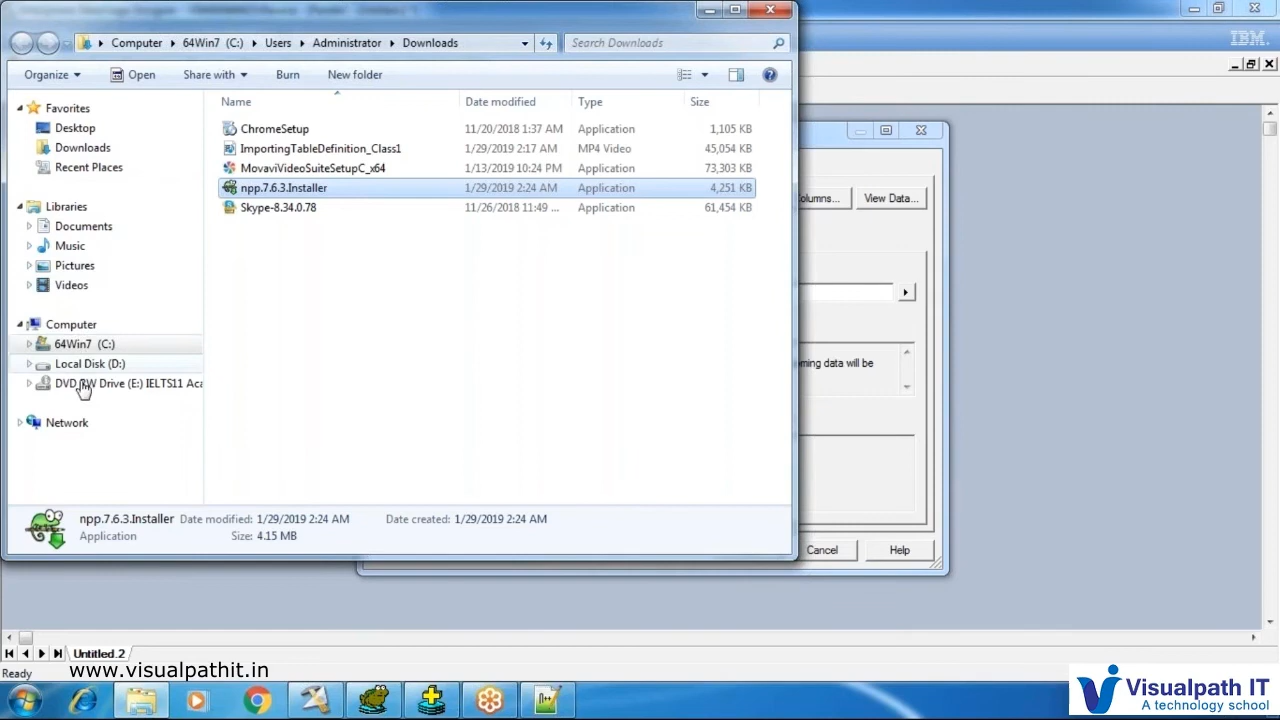 Computer 64Win7 (C:) Users Administrator Downloads
Search Downloads
IBM
Organize Open Share with Burn New folder
Favorites
Desktop
Downloads
Recent Places
Libraries
Documents
Music
Pictures
Videos
Computer
64Win7 (C:)
Local Disk (D:)
DVD RW Drive (E:) IELTS11 Aca
Network
Name Date modified Type Size
ChromeSetup 11/20/2018 1:37 AM Application 1,105 KB
ImportingTableDefinition_Class1 1/29/2019 2:17 AM MP4 Video 45,054 KB
MovaviVideoSuiteSetupC_x64 1/13/2019 10:24 PM Application 73,303 KB
npp.7.6.3.Installer 1/29/2019 2:24 AM Application 4,251 KB
Skype-8.34.0.78 11/26/2018 11:49 ... Application 61,454 KB
olumns... View Data...
ming data will be
npp.7.6.3.Installer Date modified: 1/29/2019 2:24 AM Date created: 1/29/2019 2:24 AM
Application Size: 4.15 MB
Cancel Help
Untitled.2
Ready
www.visualpathit.in
Visualpath IT
A technology school